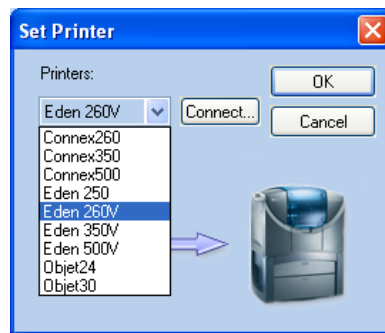 Set Printer
Printers:
OK
Eden 260V
Connect...
Cancel
Connex260
Connex350
Connex500
Eden 250
Eden 260V
Eden 350V
Eden 500V
Objet24
Objet30